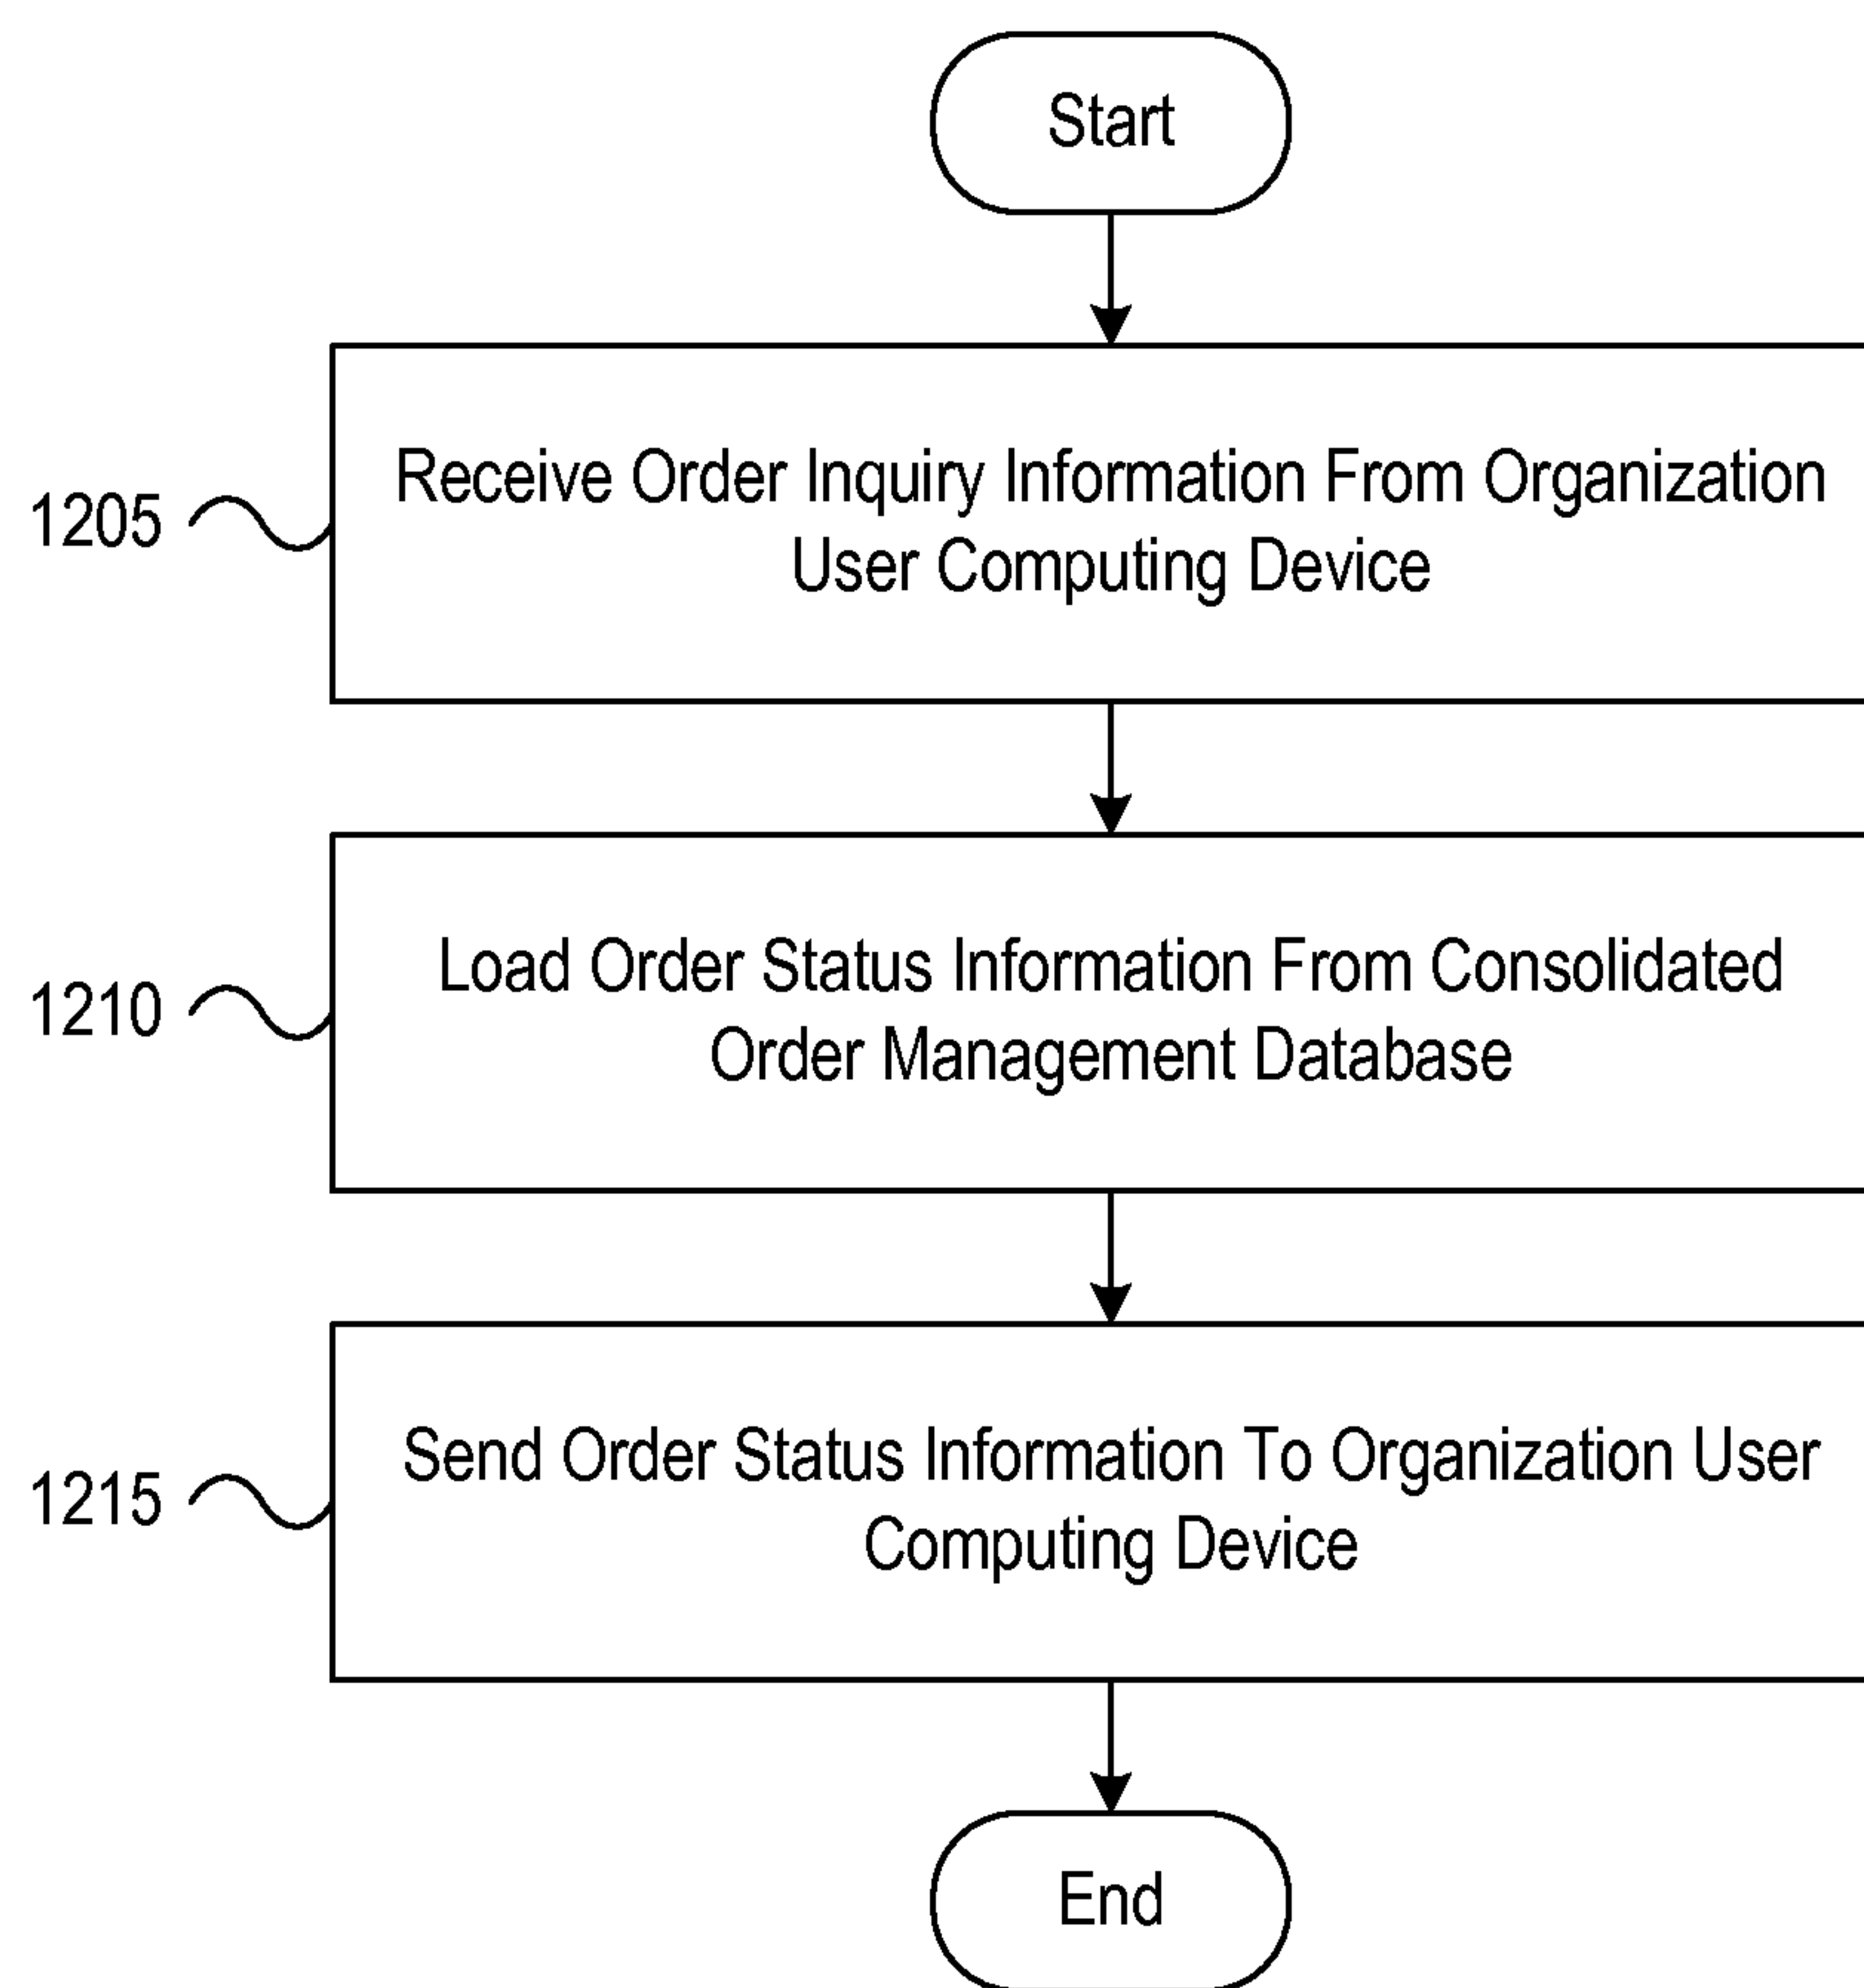 Start
1205
Receive Order Inquiry Information From Organization
User Computing Device
1210
Load Order Status Information From Consolidated
Order Management Database
1215
Send Order Status Information To Organization User
Computing Device
End